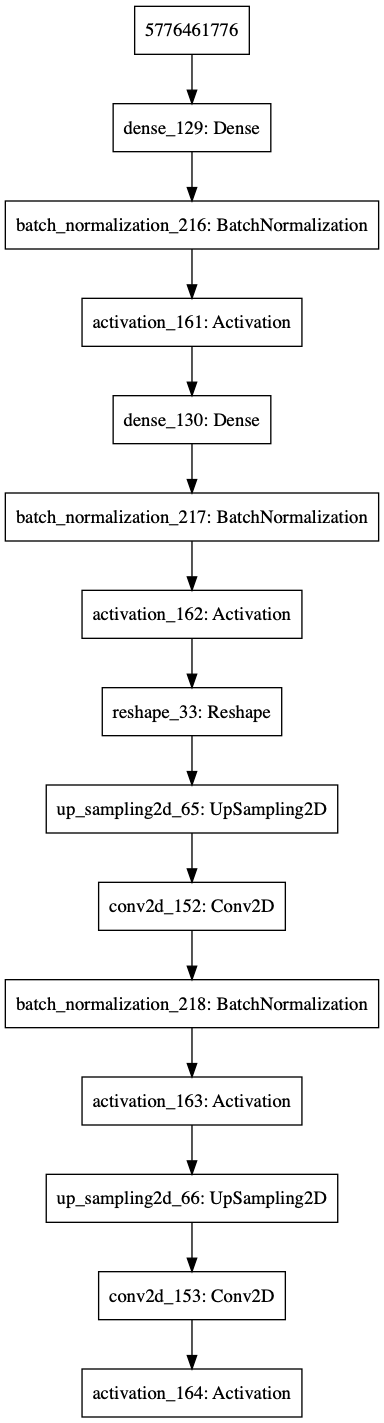 5776461776
dense_129: Dense
batch_normalization_216: BatchNormalization
activation_161: Activation
dense_130: Dense
batch_normalization_217: BatchNormalization
activation_162: Activation
reshape_33: Reshape
up_sampling2d_65: UpSampling2D
conv2d_152: Conv2D
batch_normalization_218: BatchNormalization
activation_163: Activation
up_sampling2d_66: UpSampling2D
conv2d_153: Conv2D
activation_164: Activation